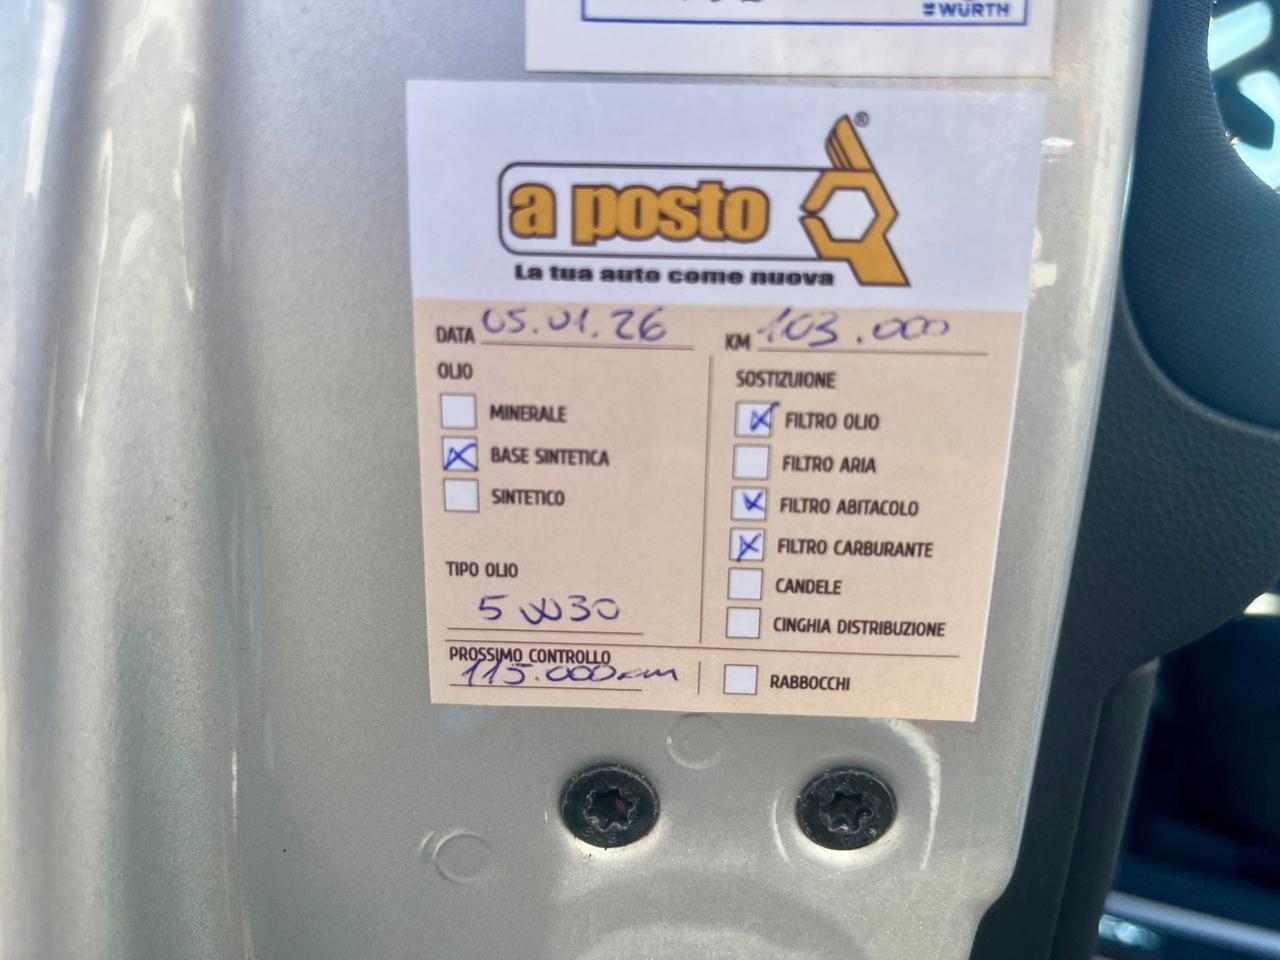 WÜRTH
a posto®
La tua auto come nuova
DATA 05.01.26
KM 103.000
OLIO
MINERALE
BASE SINTETICA
SINTETICO
TIPO OLIO
5W30
PROSSIMO CONTROLLO
115.000 km
SOSTIZUIONE
FILTRO OLIO
FILTRO ARIA
FILTRO ABITACOLO
FILTRO CARBURANTE
CANDELE
CINGHIA DISTRIBUZIONE
RABBOCCHI